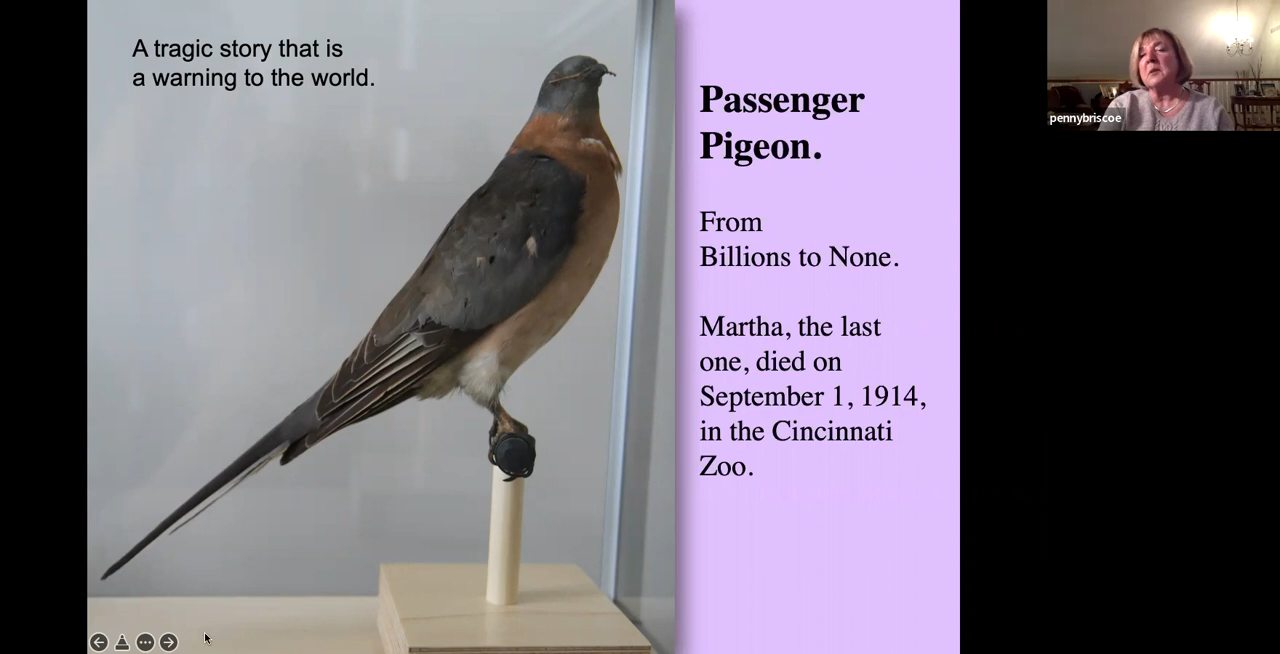 A tragic story that is
a warning to the world.
Passenger
Pigeon.
From
Billions to None.
Martha, the last
one, died on
September 1, 1914,
in the Cincinnati
Zoo.
pennybriscoe